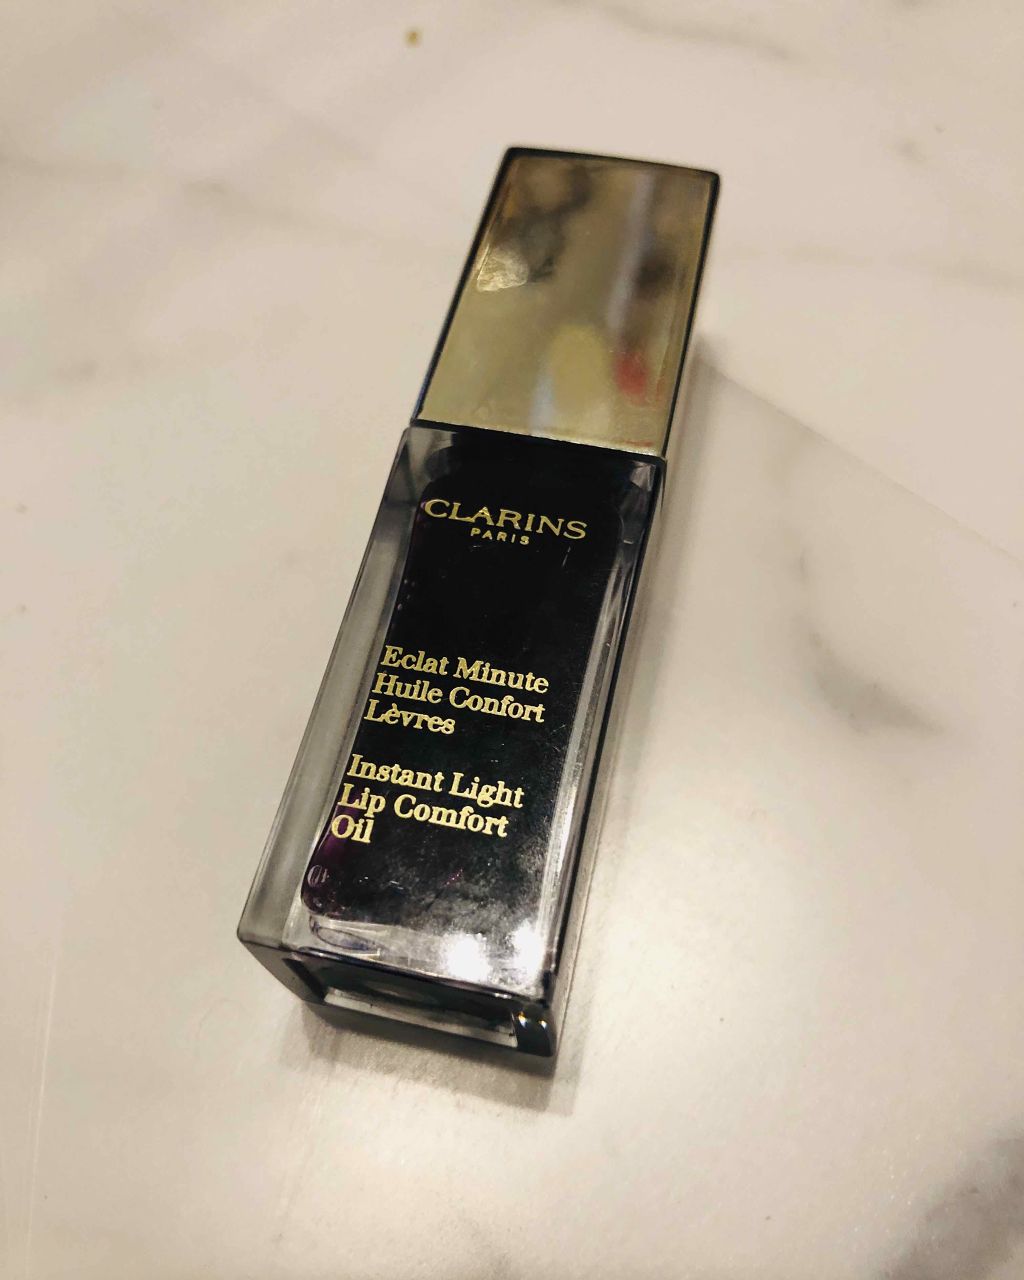 CLARINS
PARIS
Eclat Minute
Huile Confort
Lèvres
Instant Light
Lip Comfort
Oil